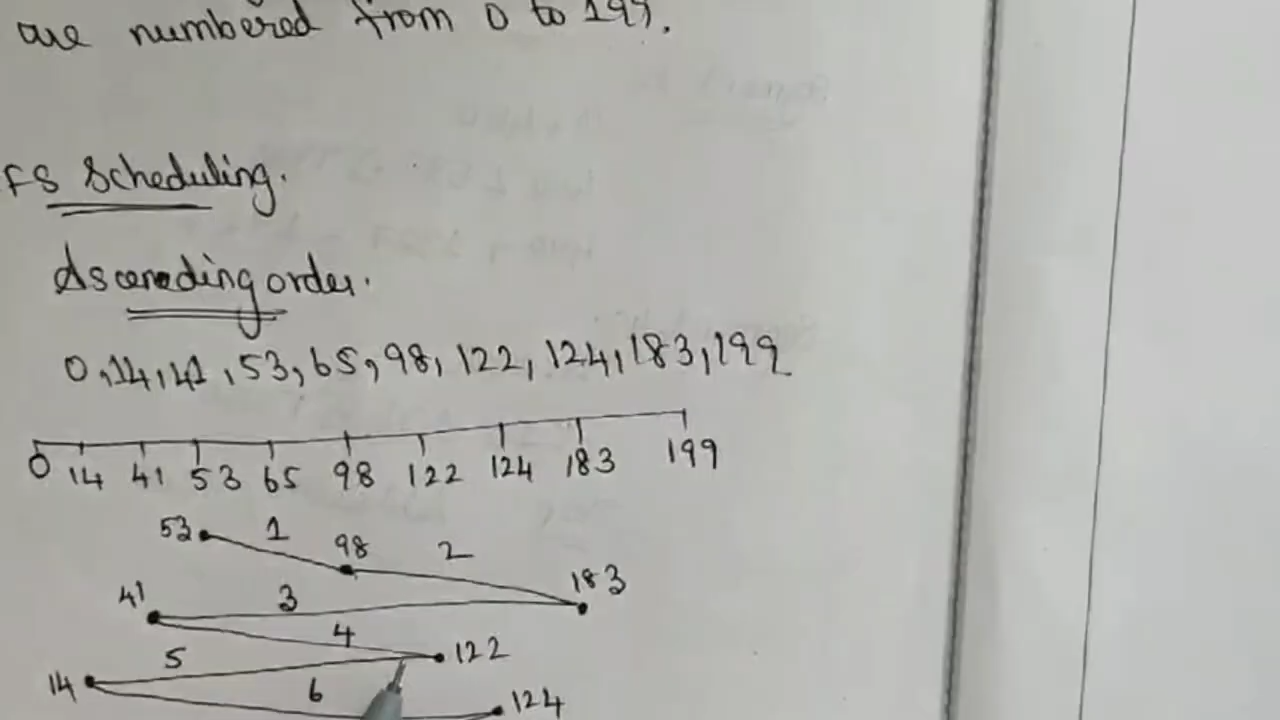 are numbered from 0 to 199.
FS Scheduling.
Ascending order.
0,14,41,53,65,98,122,124,183,199
0 14 41 53 65 98 122 124 183 199
53 1 98 2 183
41 3
4 122
5
14 6 124